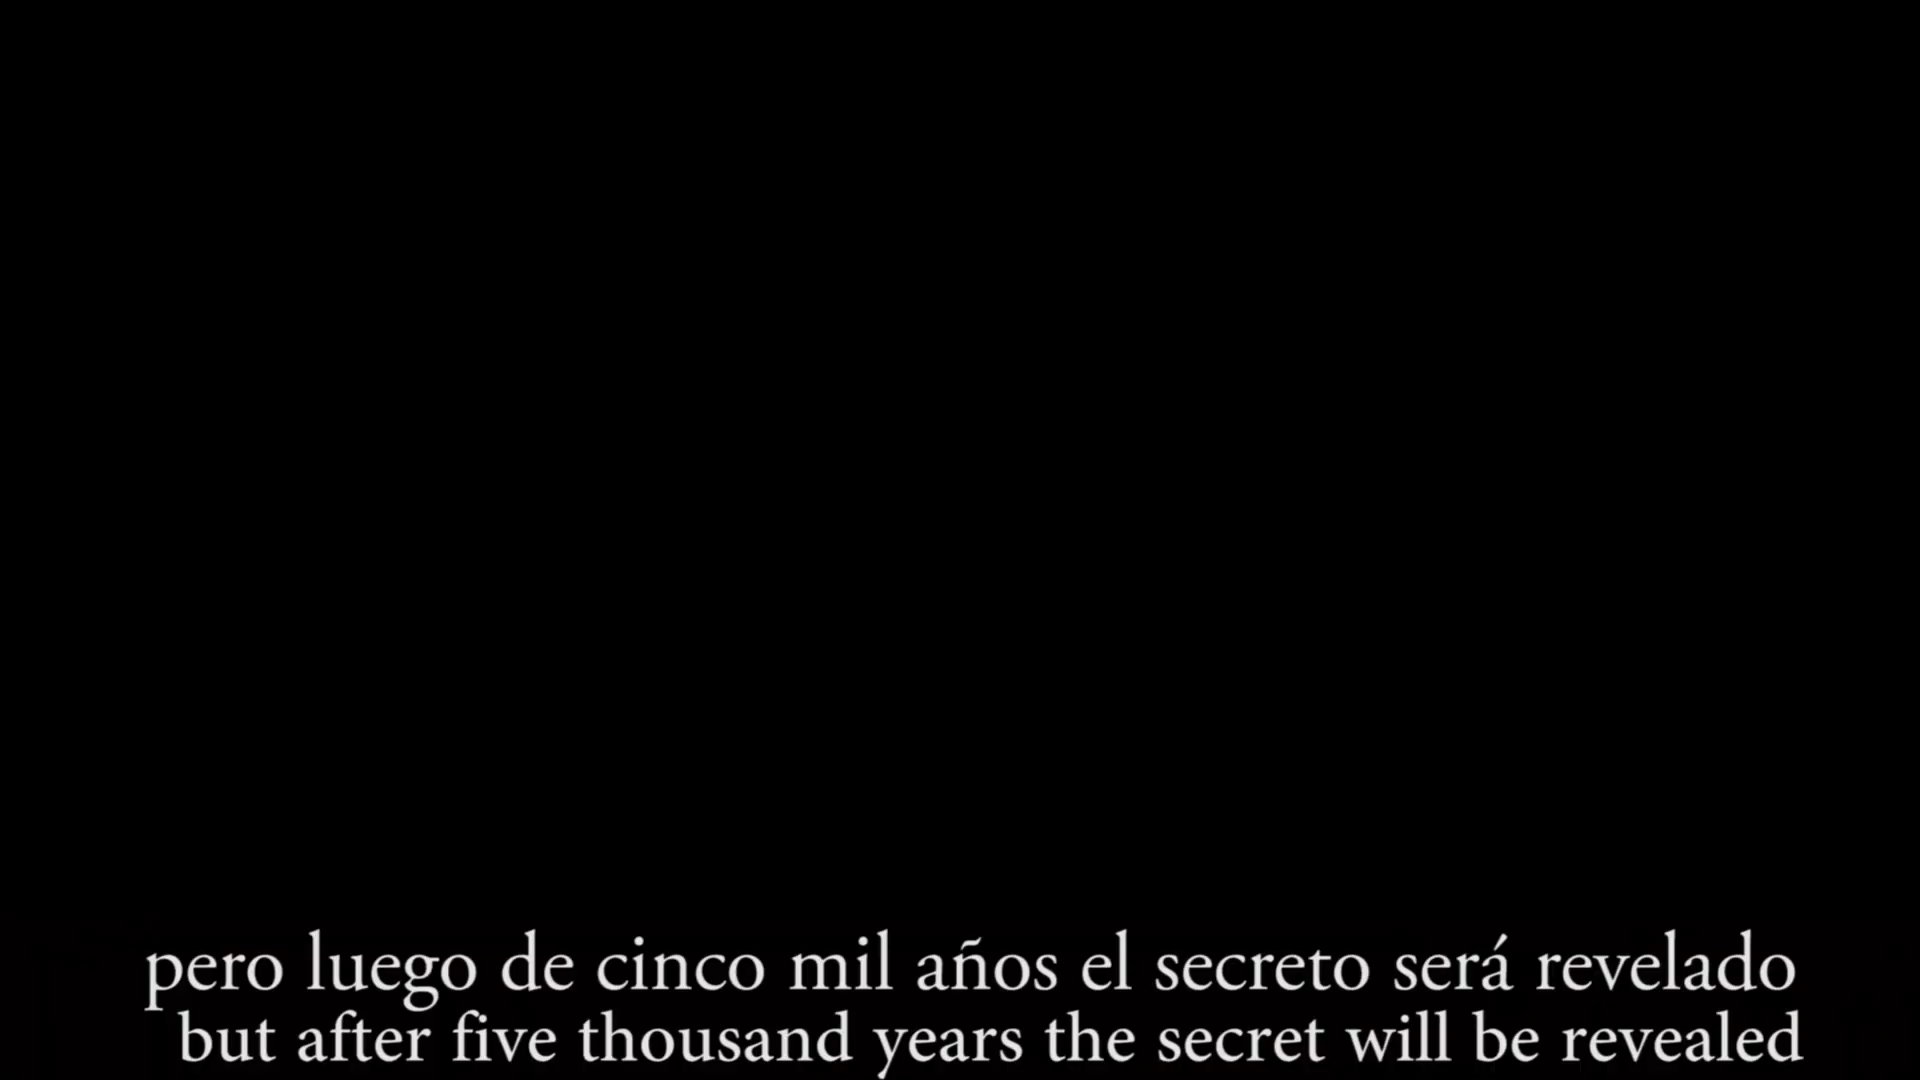 pero luego de cinco mil años el secreto será revelado
but after five thousand years the secret will be revealed